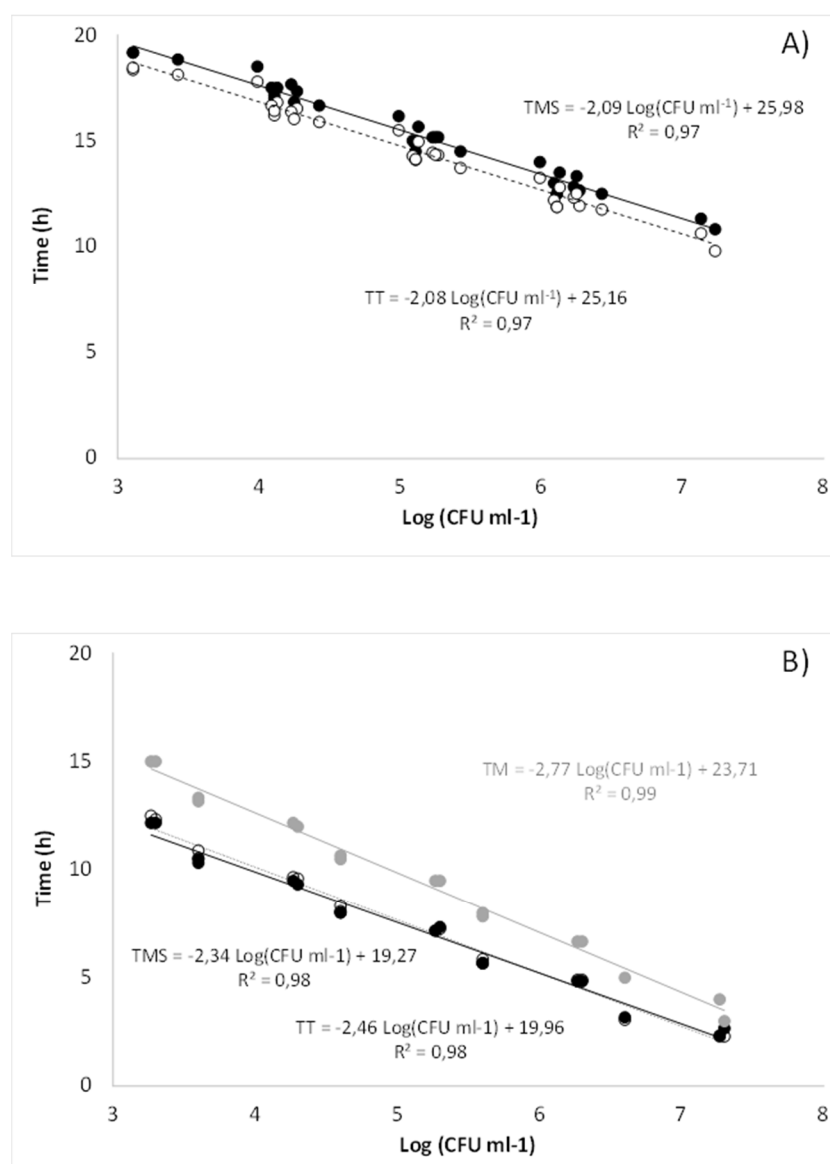 A)
20
15
10
5
0
Time (h)
TMS = -2,09 Log(CFU ml-1) + 25,98
R² = 0,97
TT = -2,08 Log(CFU ml-1) + 25,16
R² = 0,97
3 4 5 6 7 8
Log (CFU ml-1)
B)
20
15
10
5
0
Time (h)
TM = -2,77 Log(CFU ml-1) + 23,71
R² = 0,99
TMS = -2,34 Log(CFU ml-1) + 19,27
R² = 0,98
TT = -2,46 Log(CFU ml-1) + 19,96
R² = 0,98
3 4 5 6 7 8
Log (CFU ml-1)